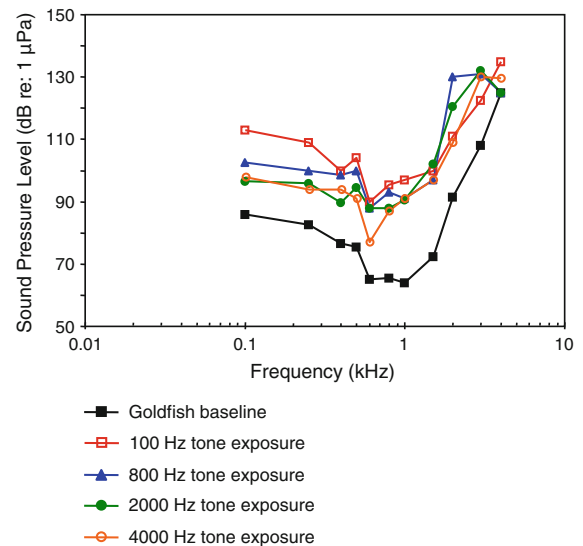 150
130
110
90
70
50
Sound Pressure Level (dB re: 1 µPa)
0.01
0.1
1
10
Frequency (kHz)
Goldfish baseline
100 Hz tone exposure
800 Hz tone exposure
2000 Hz tone exposure
4000 Hz tone exposure